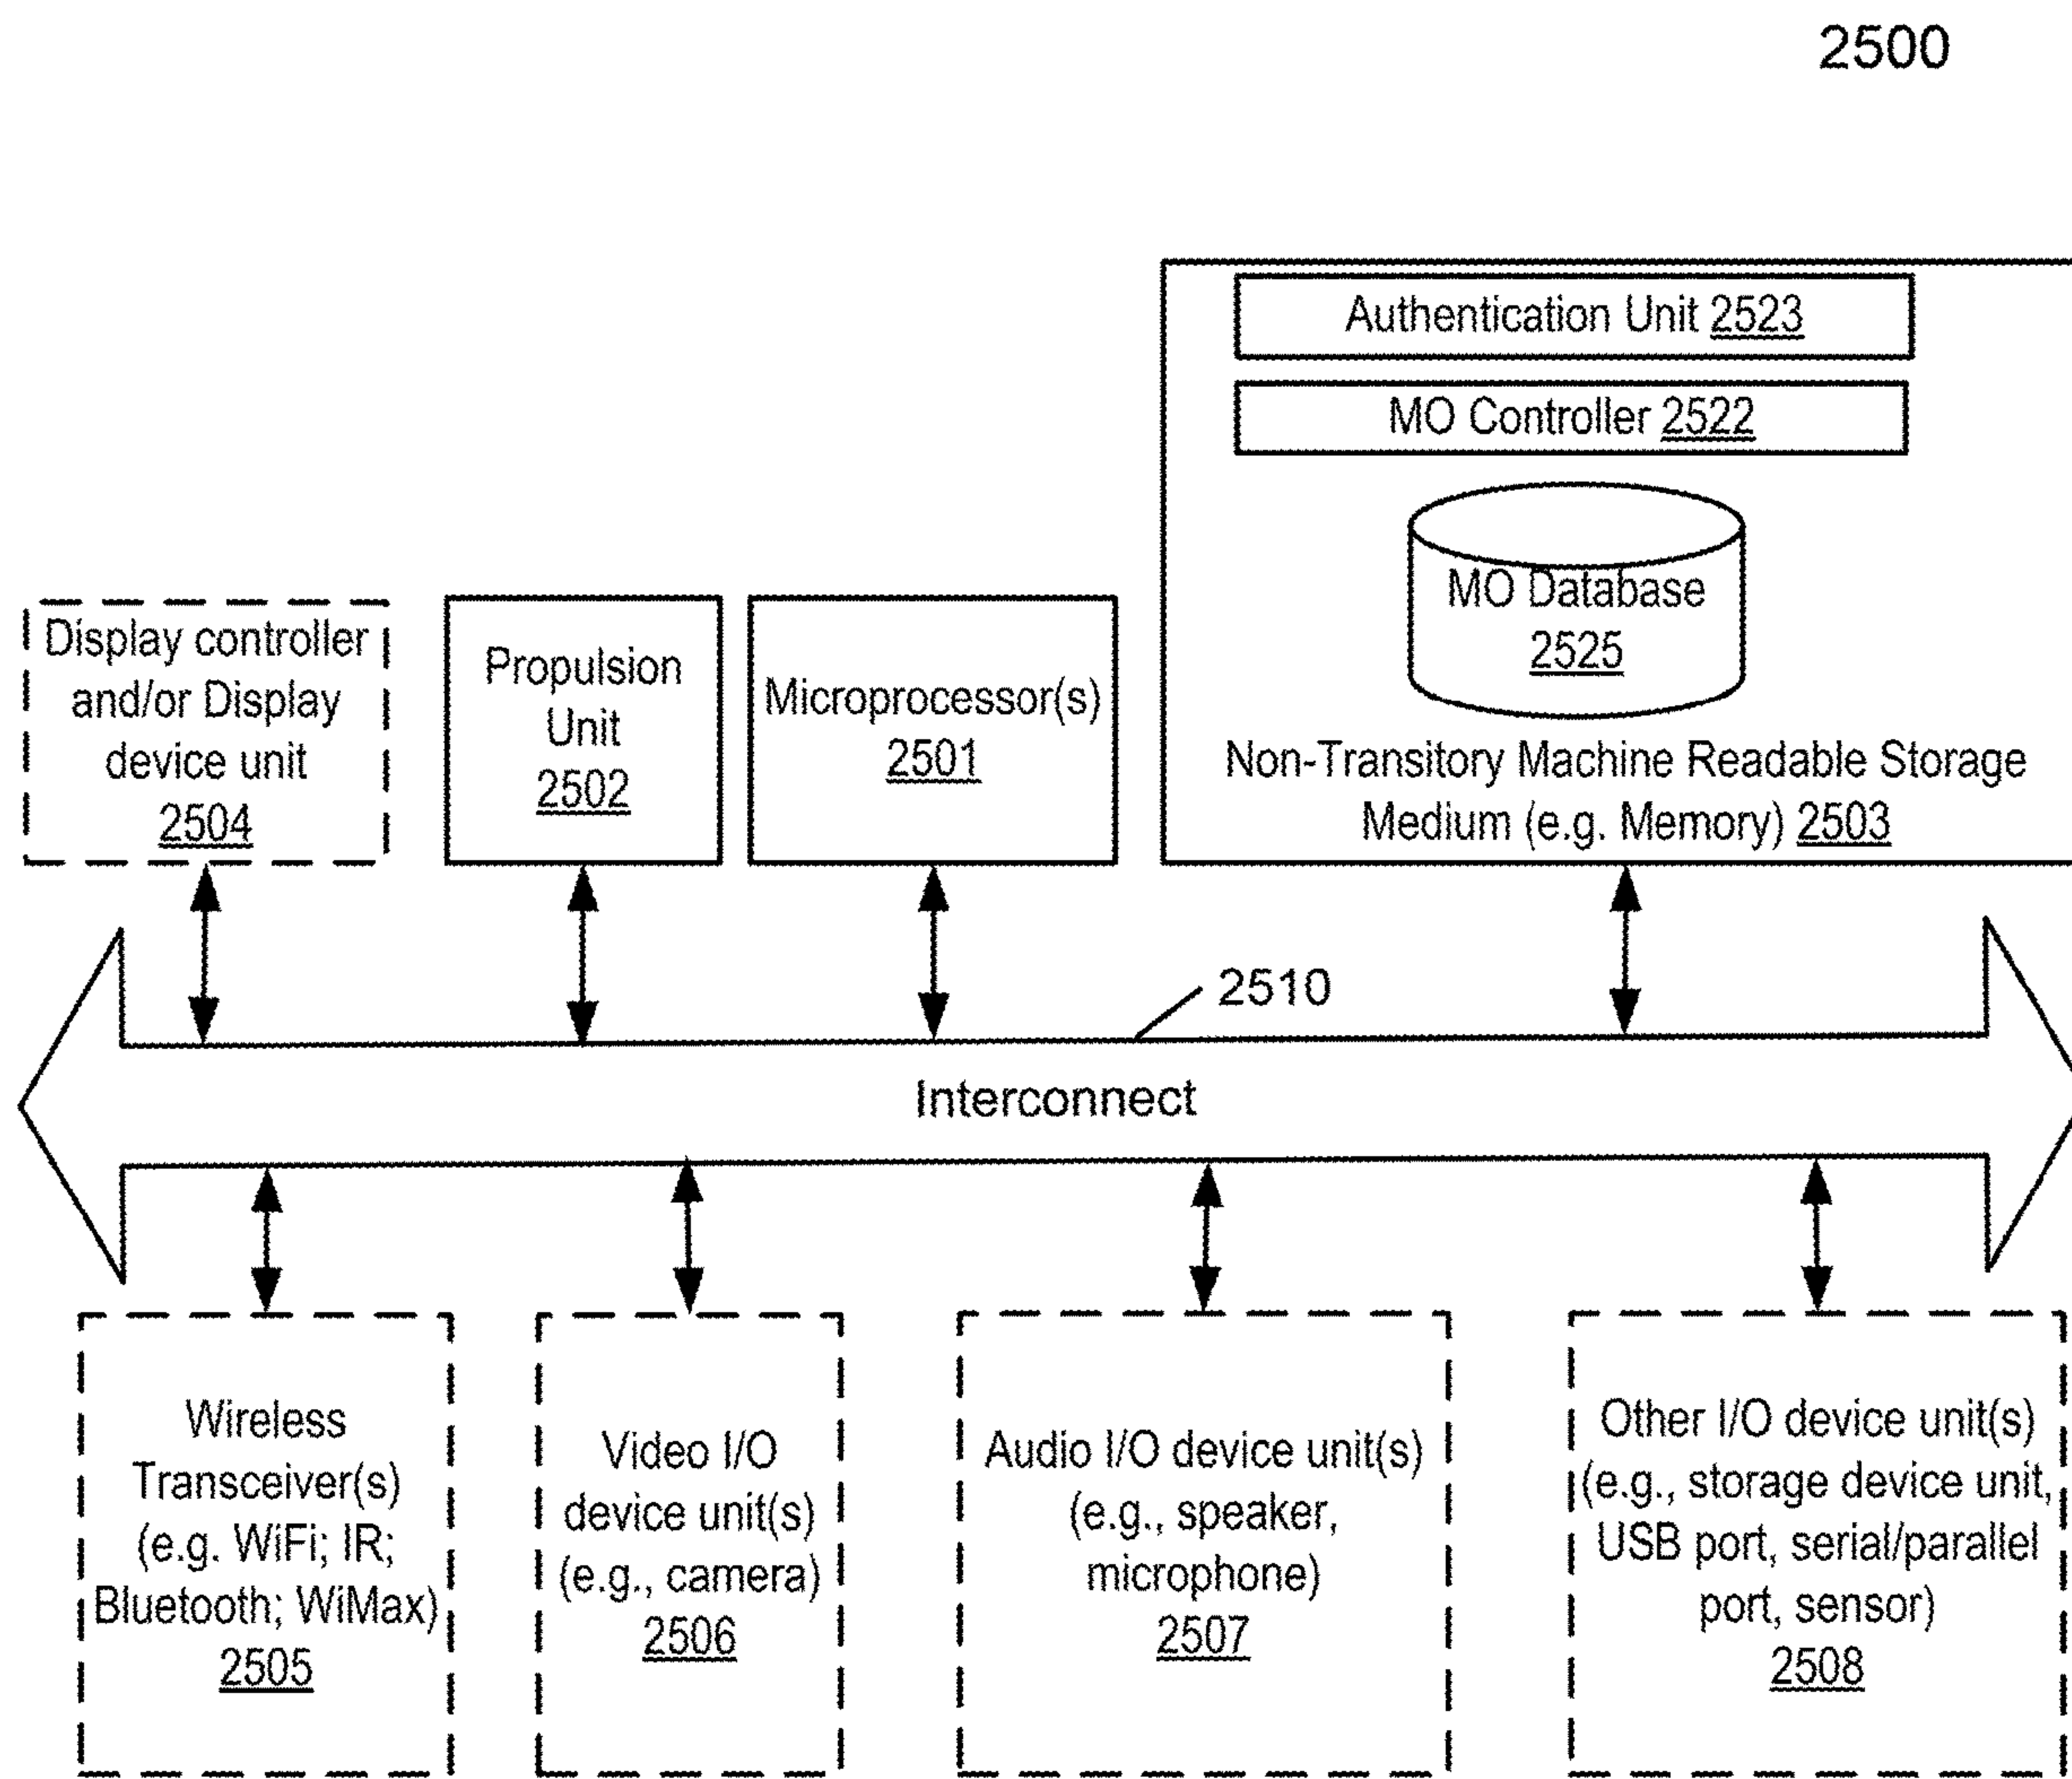 2500
Authentication Unit 2523
MO Controller 2522
MO Database
2525
Non-Transitory Machine Readable Storage
Medium (e.g. Memory) 2503
Display controller
and/or Display
device unit
2504
Propulsion
Unit
2502
Microprocessor(s)
2501
2510
Interconnect
Wireless
Transceiver(s)
(e.g. WiFi; IR;
Bluetooth; WiMax)
2505
Video I/O
device unit(s)
(e.g., camera)
2506
Audio I/O device unit(s)
(e.g., speaker,
microphone)
2507
Other I/O device unit(s)
(e.g., storage device unit,
USB port, serial/parallel
port, sensor)
2508